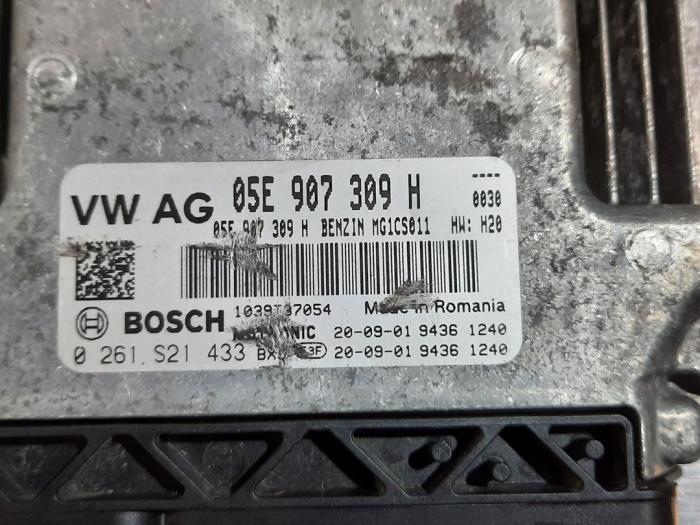 VW AG 05E 907 309 H
----
0030
05E 907 309 H BENZIN MG1CS011 HW: H20
1039T37054 Made in Romania
BOSCH 20-09-01 9436 1240
0 261 S21 433 20-09-01 9436 1240